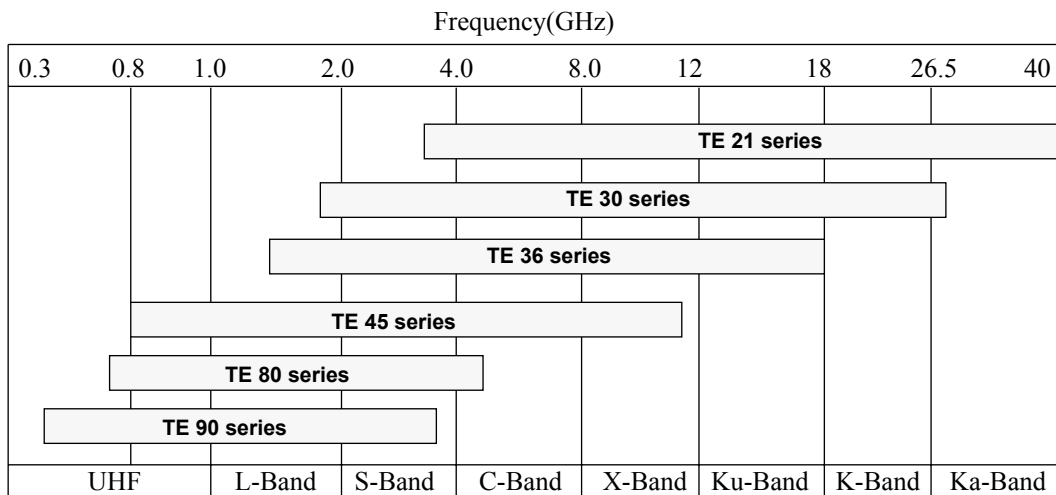 Frequency(GHz)
0.3 0.8 1.0 2.0 4.0 8.0 12 18 26.5 40
TE 21 series
TE 30 series
TE 36 series
TE 45 series
TE 80 series
TE 90 series
UHF L-Band S-Band C-Band X-Band Ku-Band K-Band Ka-Band